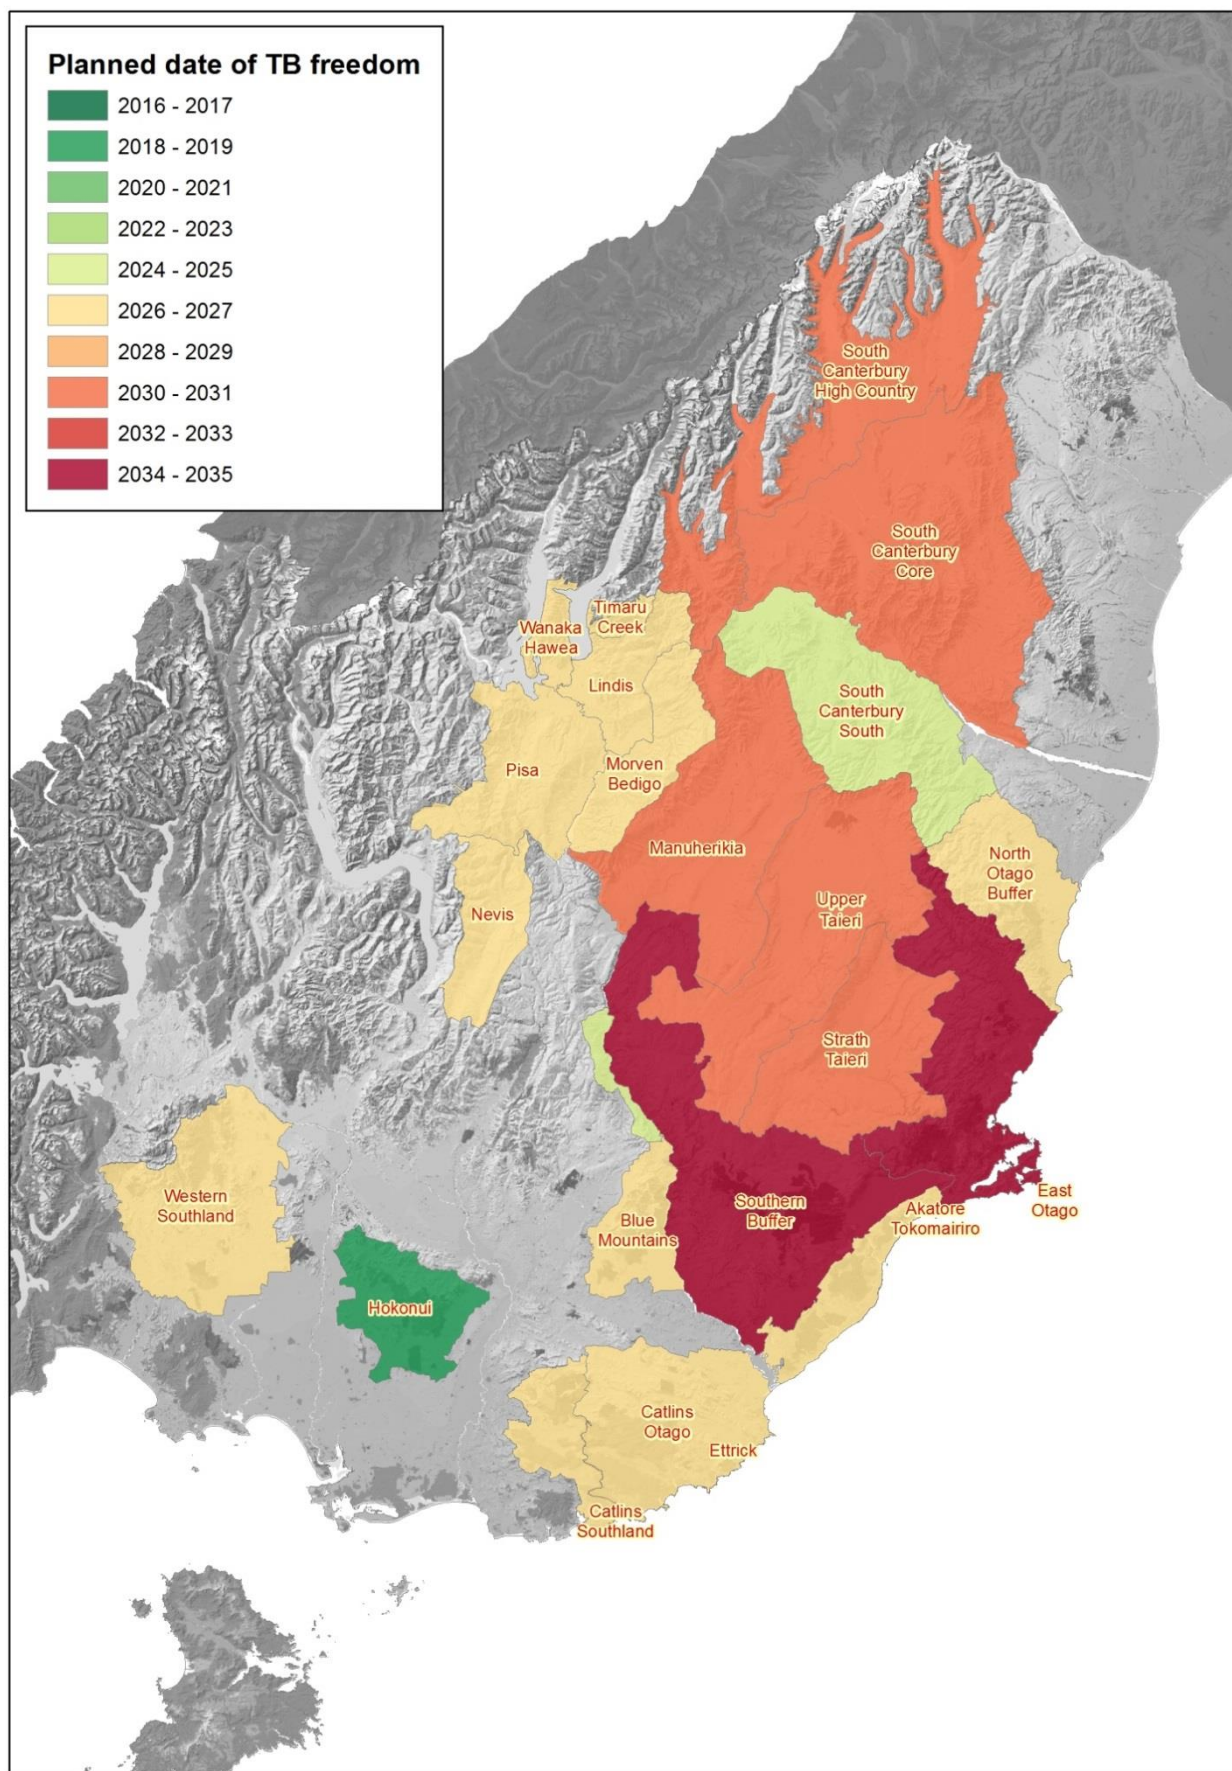 Planned date of TB freedom
2016 - 2017
2018 - 2019
2020 - 2021
2022 - 2023
2024 - 2025
2026 - 2027
2028 - 2029
2030 - 2031
2032 - 2033
2034 - 2035
South
Canterbury
High Country
South
Canterbury
Core
Timaru
Creek
Wanaka
Hawea
Lindis
South
Canterbury
South
Pisa
Morven
Bedigo
Manuherikia
North
Otago
Buffer
Upper
Taieri
Nevis
Strath
Taieri
Western
Southland
Blue
Mountains
Southern
Buffer
Akatore
Tokomairiro
East
Otago
Hokonui
Catlins
Otago
Ettrick
Catlins
Southland